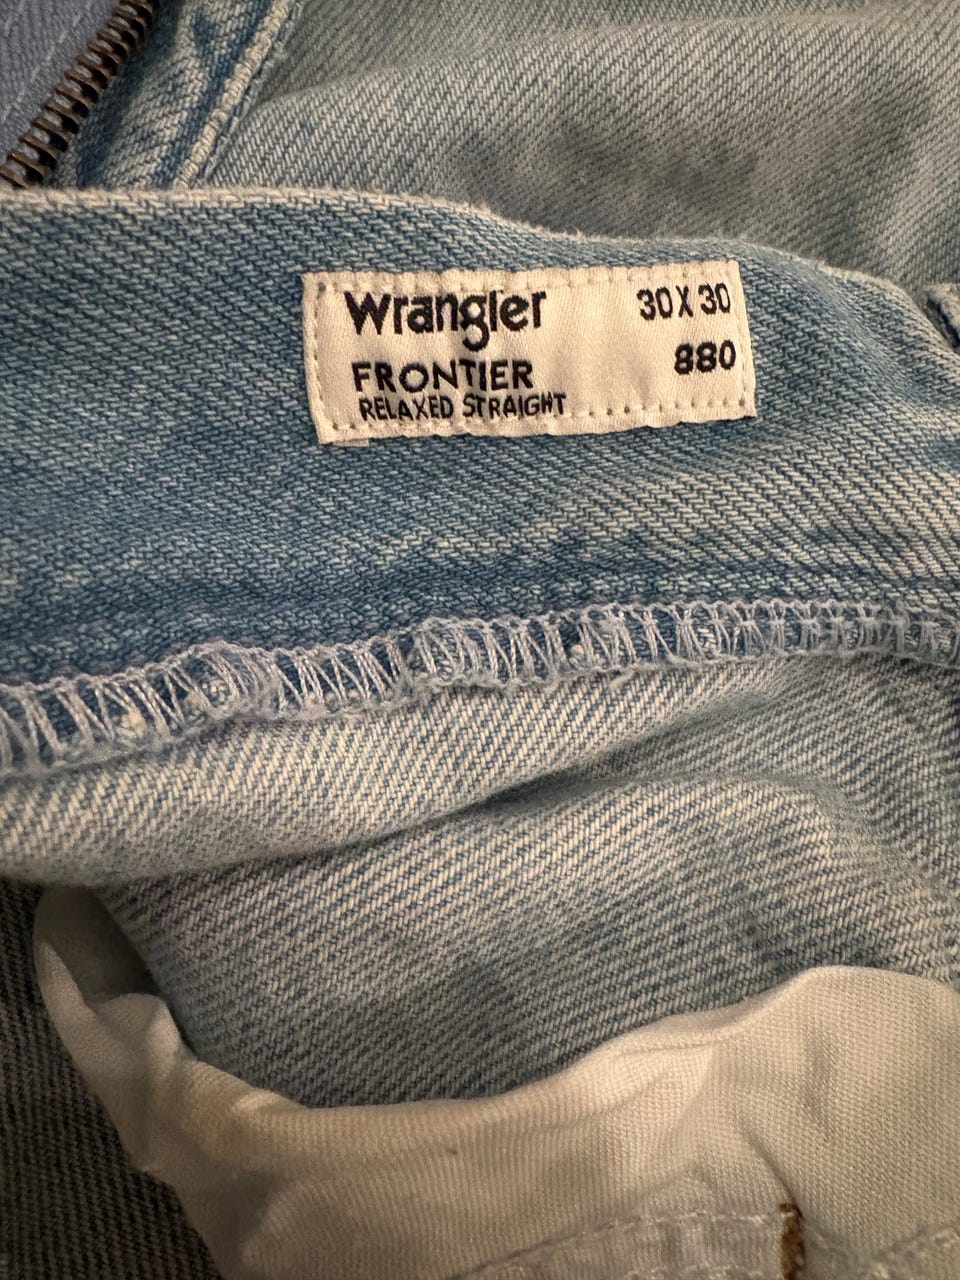 Wrangler 30 X 30
FRONTIER 880
RELAXED STRAIGHT